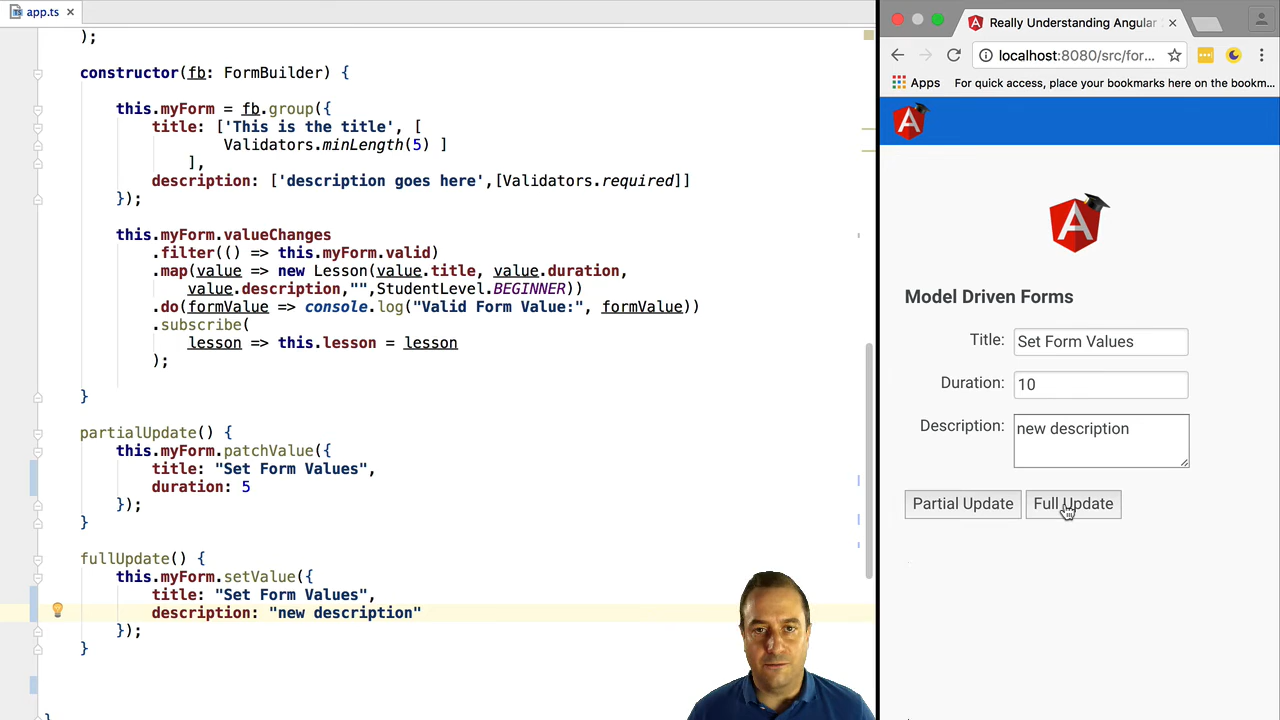 app.ts
);
constructor(fb: FormBuilder) {
this.myForm = fb.group({
title: ['This is the title', [
Validators.minLength(5) ]
],
description: ['description goes here',[Validators.required]]
});
this.myForm.valueChanges
.filter(() => this.myForm.valid)
.map(value => new Lesson(value.title, value.duration,
value.description,"",StudentLevel.BEGINNER))
.do(formValue => console.log("Valid Form Value:", formValue))
.subscribe(
lesson => this.lesson = lesson
);
}
partialUpdate() {
this.myForm.patchValue({
title: "Set Form Values",
duration: 5
});
}
fullUpdate() {
this.myForm.setValue({
title: "Set Form Values",
description: "new description"
});
}
Really Understanding Angular
localhost:8080/src/for...
Apps For quick access, place your bookmarks here on the bookm...
A
A
Model Driven Forms
Title: Set Form Values
Duration: 10
Description: new description
Partial Update Full Update